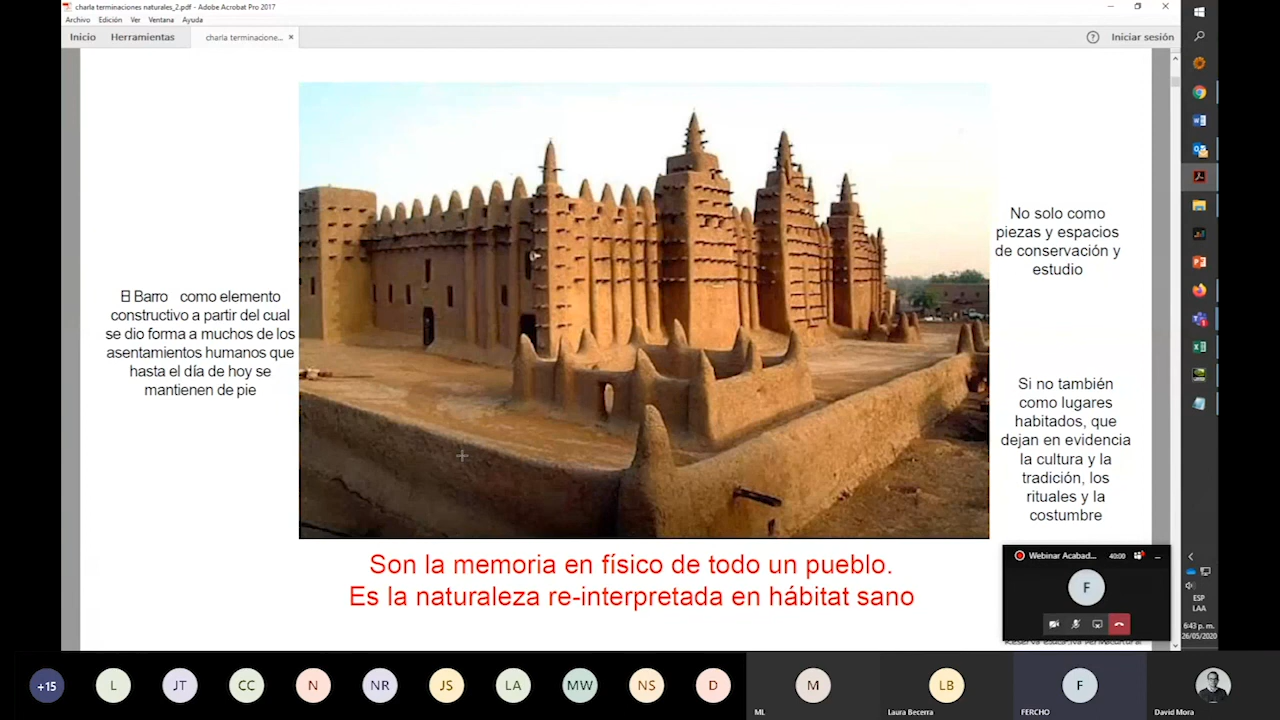 charla terminaciones naturales_2.pdf - Adobe Acrobat Pro 2017
Archivo Edición Ver Ventana Ayuda
Inicio Herramientas charla terminacione... × Iniciar sesión
El Barro como elemento
constructivo a partir del cual
se dio forma a muchos de los
asentamientos humanos que
hasta el día de hoy se
mantienen de pie
No solo como
piezas y espacios
de conservación y
estudio
Si no también
como lugares
habitados, que
dejan en evidencia
la cultura y la
tradición, los
rituales y la
costumbre
Son la memoria en físico de todo un pueblo.
Es la naturaleza re-interpretada en hábitat sano
Webinar Acabad... 40:00
F
ESP
LAA
6:43 p. m.
26/05/2020
+15 L JT CC N NR JS LA MW NS D M LB F
ML Laura Becerra FERCHO David Mora